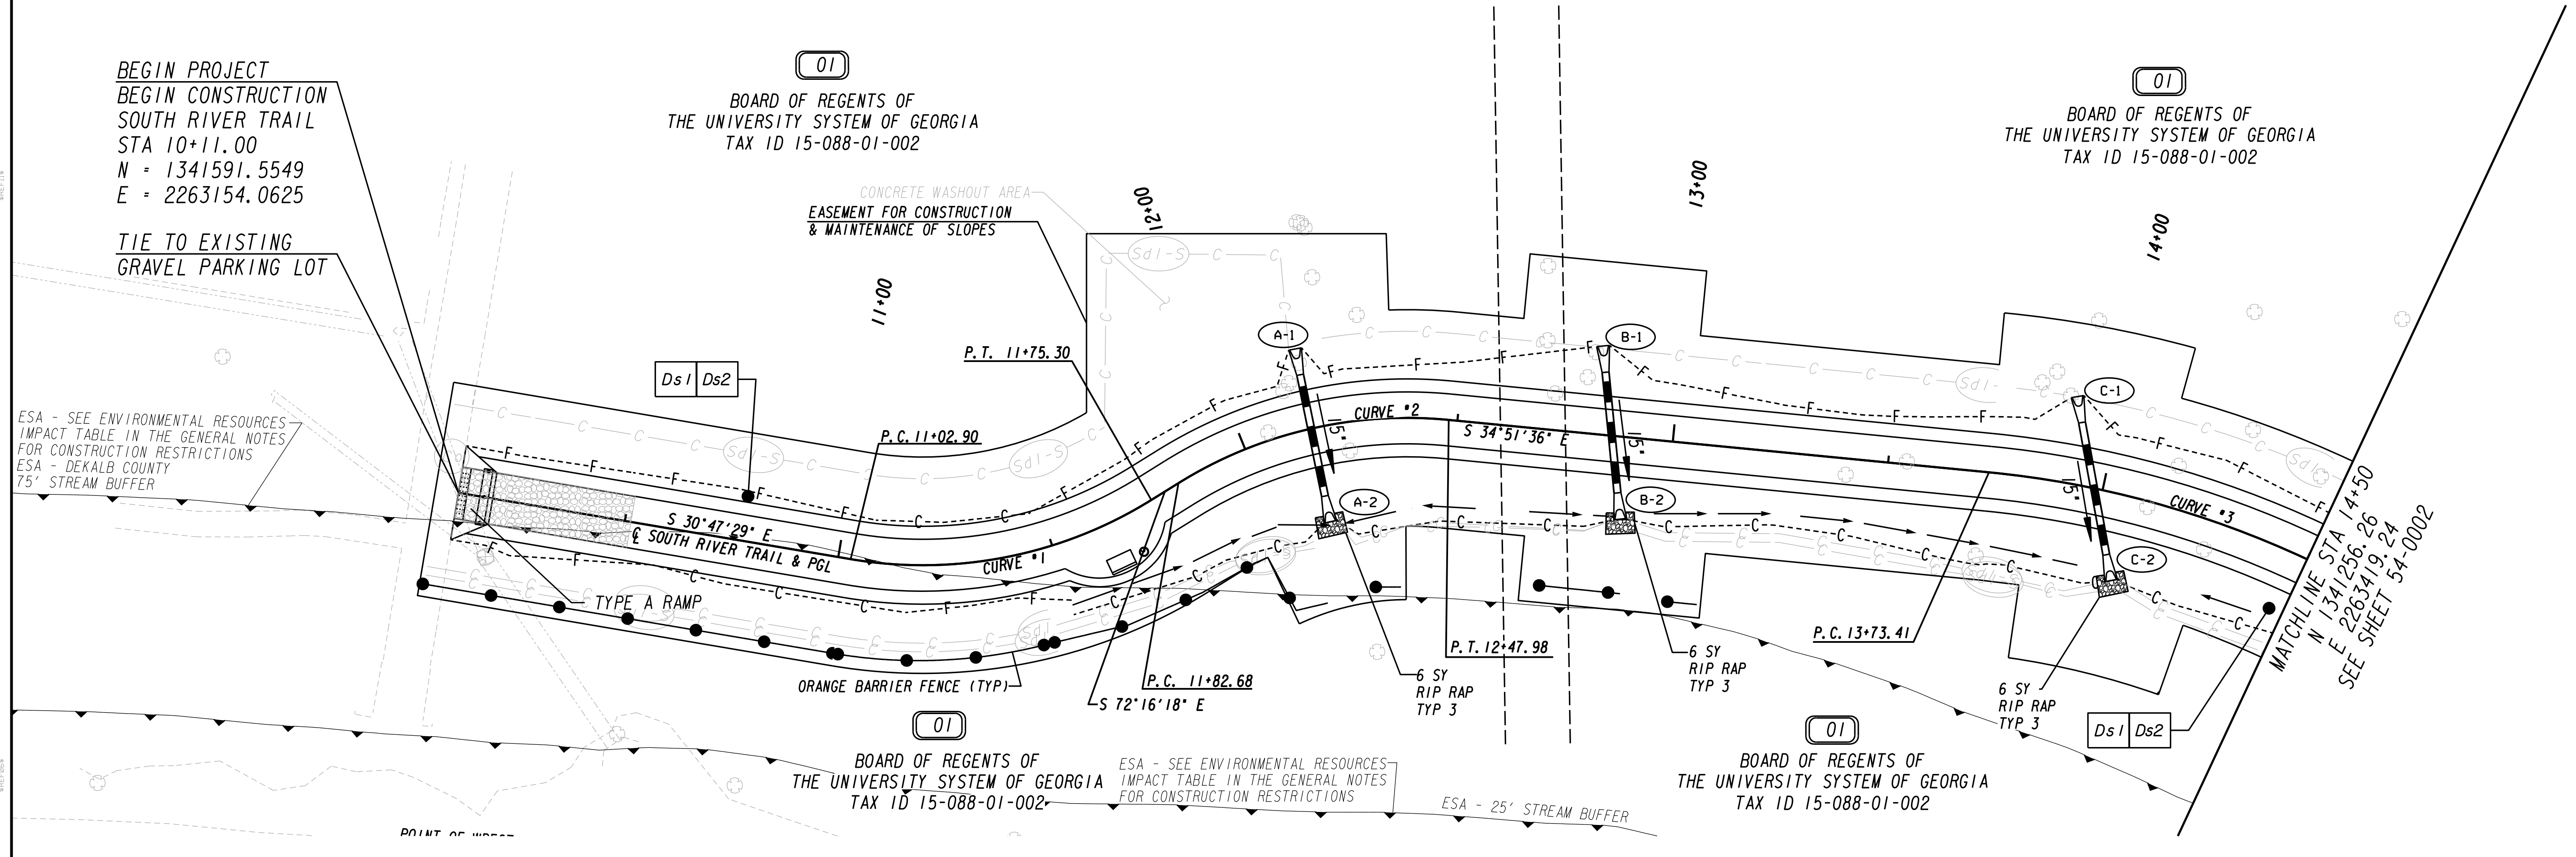 BEGIN PROJECT
BEGIN CONSTRUCTION
SOUTH RIVER TRAIL
STA 10+11.00
N = 1341591.5549
E = 2263154.0625
TIE TO EXISTING
GRAVEL PARKING LOT
ESA - SEE ENVIRONMENTAL RESOURCES
IMPACT TABLE IN THE GENERAL NOTES
FOR CONSTRUCTION RESTRICTIONS
ESA - DEKALB COUNTY
75' STREAM BUFFER
01
BOARD OF REGENTS OF
THE UNIVERSITY SYSTEM OF GEORGIA
TAX ID 15-088-01-002
CONCRETE WASHOUT AREA
EASEMENT FOR CONSTRUCTION
& MAINTENANCE OF SLOPES
11+00
12+00
13+00
14+00
01
BOARD OF REGENTS OF
THE UNIVERSITY SYSTEM OF GEORGIA
TAX ID 15-088-01-002
Ds1 Ds2
P.C. 11+02.90
P.T. 11+75.30
Sd1-S
Sd1-S
Sd1-S
A-1
B-1
C-1
15"
15"
15"
CURVE #2
S 34°51'36" E
S 30°47'29" E
℄ SOUTH RIVER TRAIL & PGL
CURVE #1
CURVE #3
A-2
B-2
C-2
TYPE A RAMP
ORANGE BARRIER FENCE (TYP)
S 72°16'18" E
P.C. 11+82.68
P.T. 12+47.98
P.C. 13+73.41
6 SY
RIP RAP
TYP 3
6 SY
RIP RAP
TYP 3
6 SY
RIP RAP
TYP 3
Ds1 Ds2
MATCHLINE STA 14+50
N 1341256.26
E 2263419.24
SEE SHEET 54-0002
01
BOARD OF REGENTS OF
THE UNIVERSITY SYSTEM OF GEORGIA
TAX ID 15-088-01-002
ESA - SEE ENVIRONMENTAL RESOURCES
IMPACT TABLE IN THE GENERAL NOTES
FOR CONSTRUCTION RESTRICTIONS
ESA - 25' STREAM BUFFER
01
BOARD OF REGENTS OF
THE UNIVERSITY SYSTEM OF GEORGIA
TAX ID 15-088-01-002